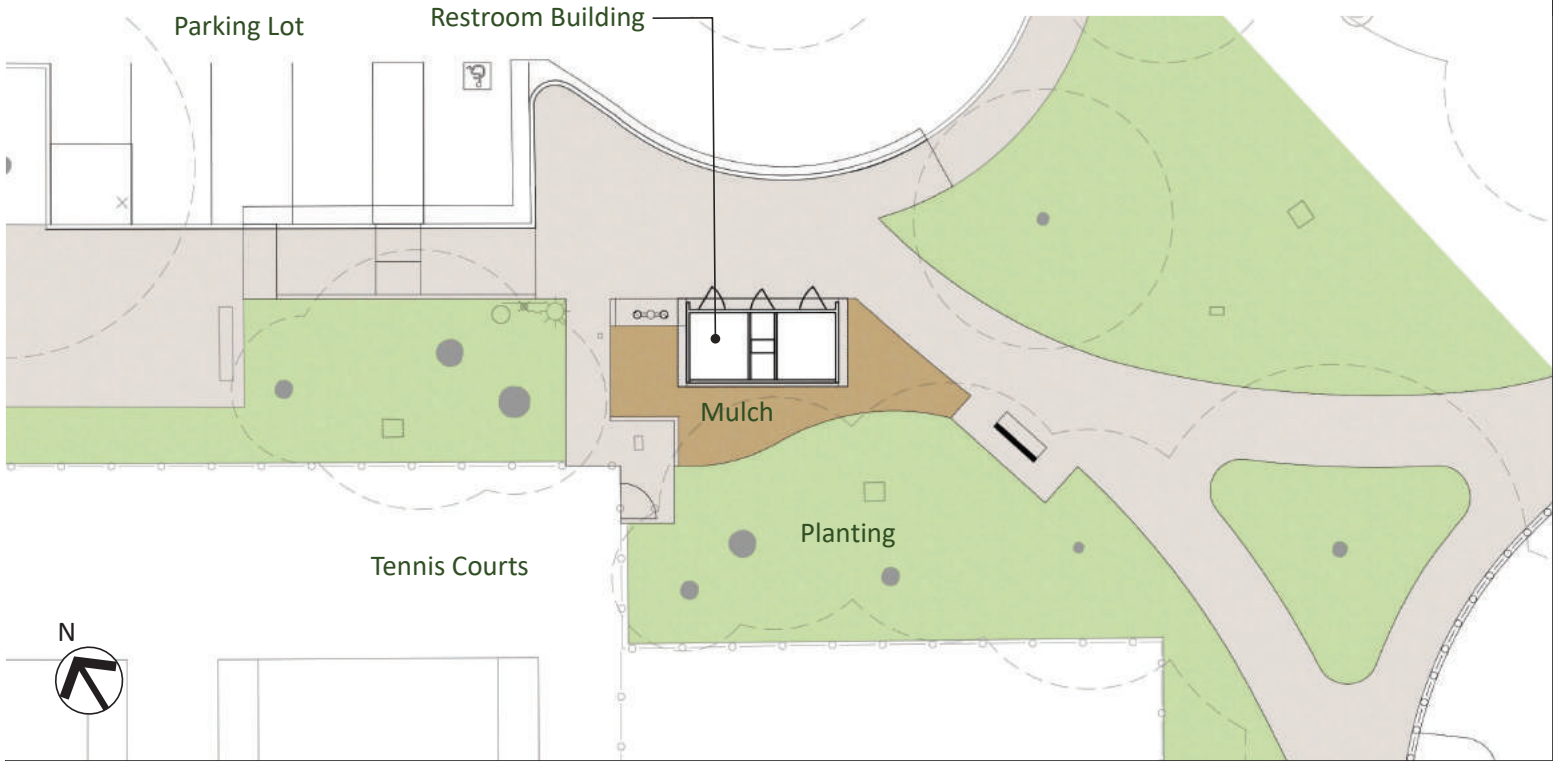 Parking Lot
Restroom Building
Mulch
Planting
Tennis Courts
N